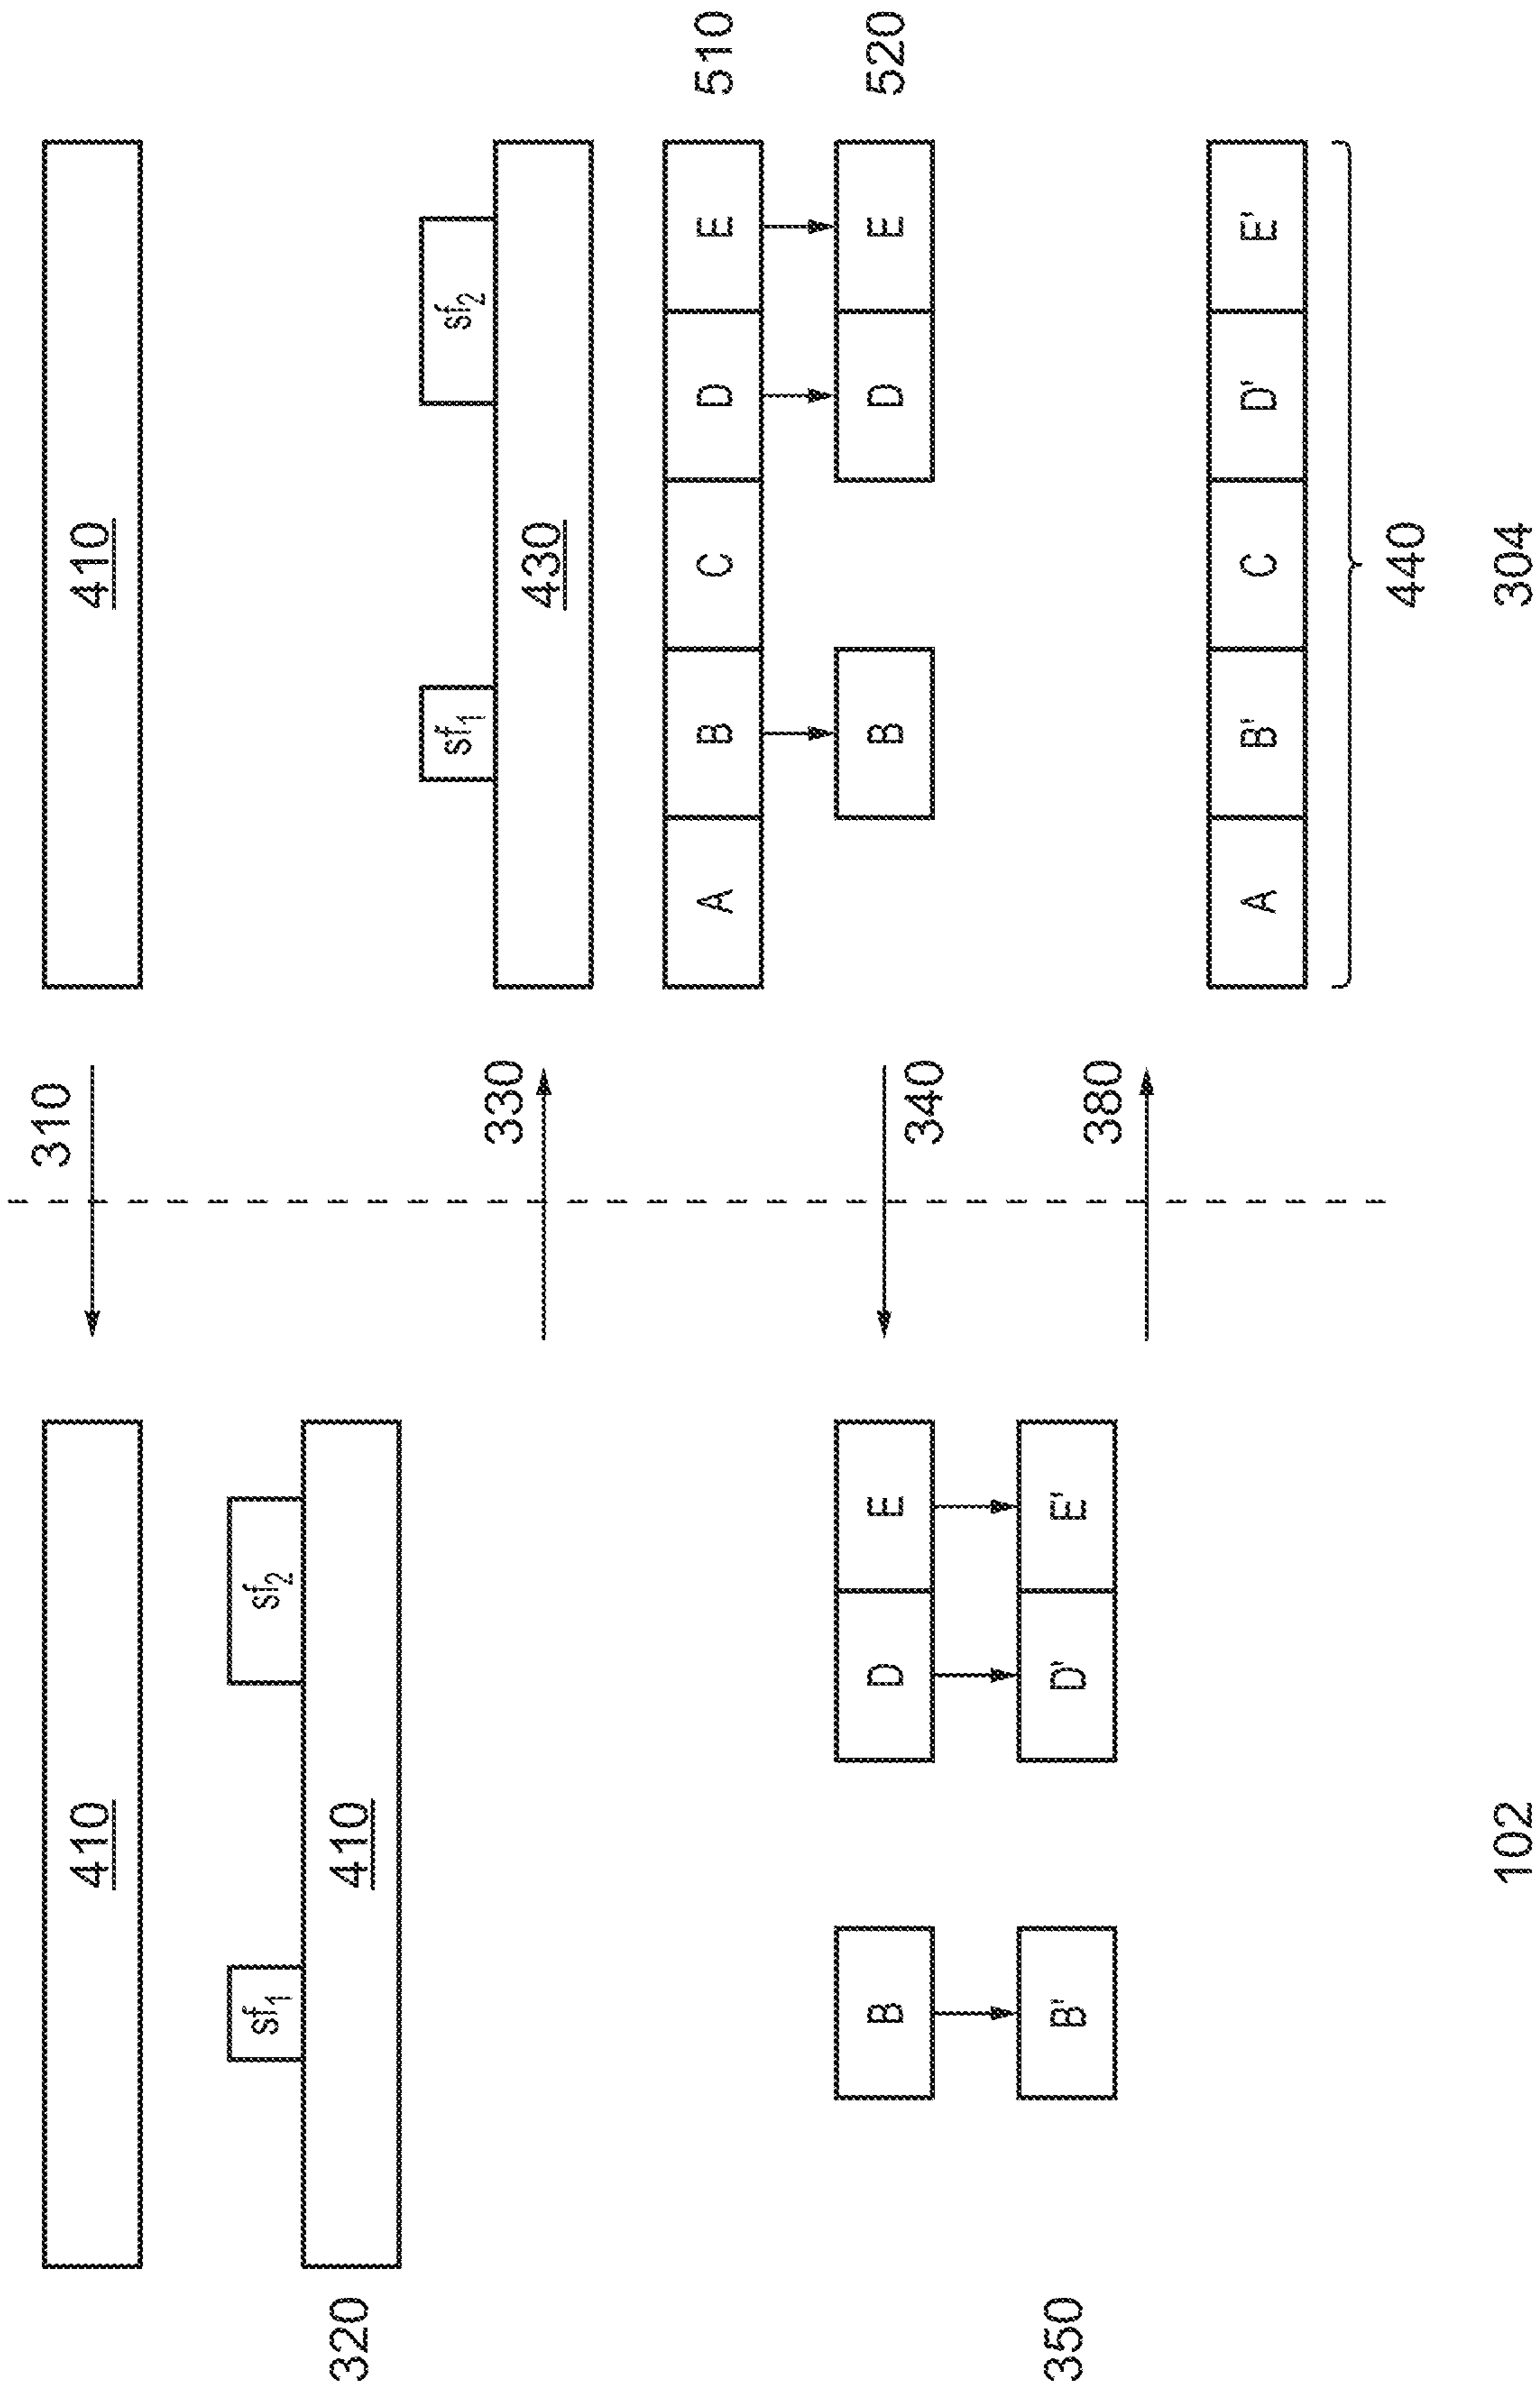 310
410 410
sf1 sf2
320 410
sf1 sf2
330
430
A B C D E 510
B D E B D E 520
340
350 B' D' E'
380
A B' C D' E'
440
102 304